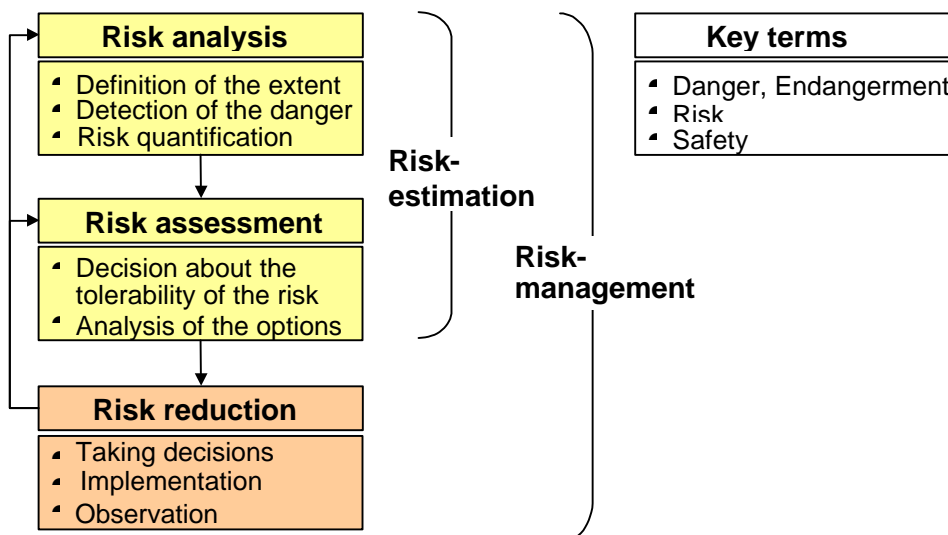 Risk analysis
▪ Definition of the extent
▪ Detection of the danger
▪ Risk quantification
Risk assessment
▪ Decision about the
tolerability of the risk
▪ Analysis of the options
Risk reduction
▪ Taking decisions
▪ Implementation
▪ Observation
Risk-
estimation
Risk-
management
Key terms
▪ Danger, Endangerment
▪ Risk
▪ Safety